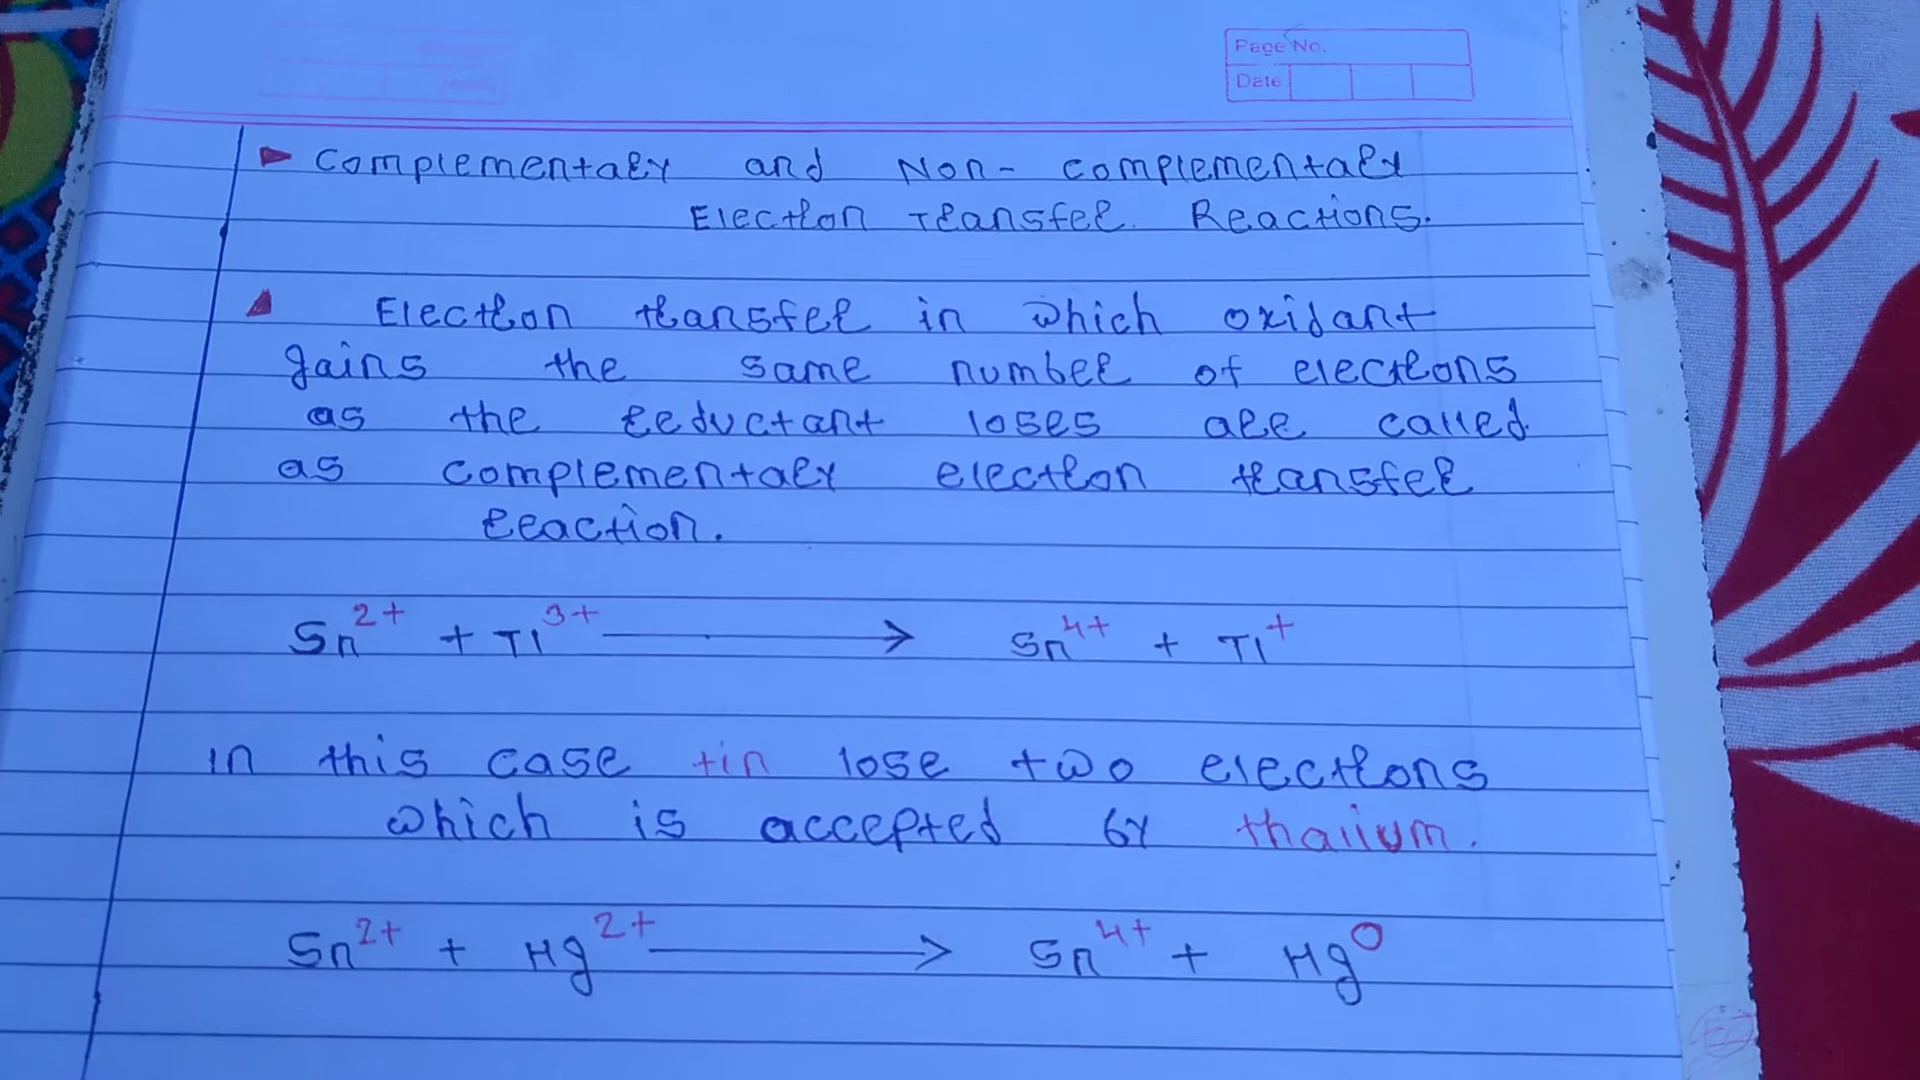 Page No.
Date
Complementary and Non- complementary
Electron Transfer Reactions.
Electron transfer in which oxidant
gains the same number of electrons
as the reductant loses are called
as complementary electron transfer
reaction.
Sn²⁺ + Tl³⁺ ⟶ Sn⁴⁺ + Tl⁺
In this case tin lose two electrons
which is accepted by thalium.
Sn²⁺ + Hg²⁺ ⟶ Sn⁴⁺ + Hg⁰